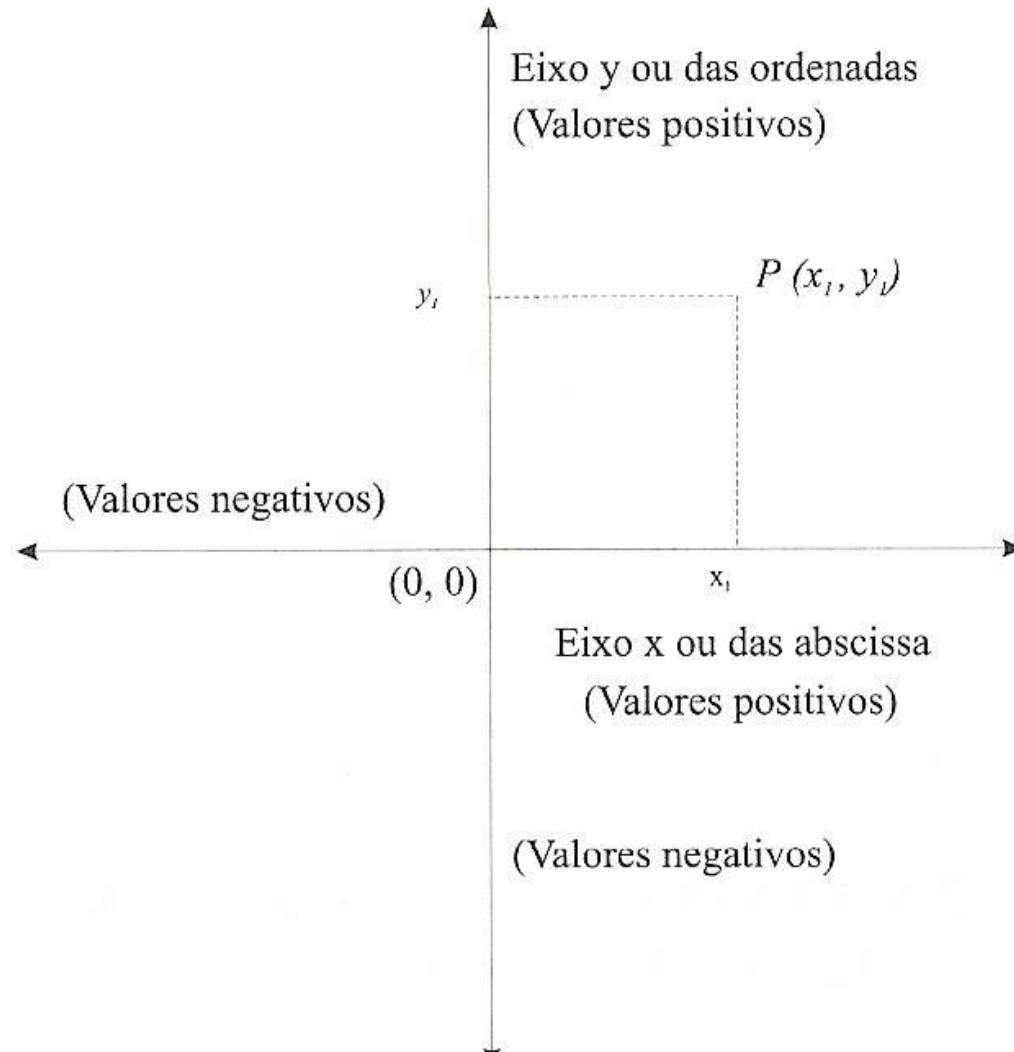 Eixo y ou das ordenadas
(Valores positivos)
P (x₁, y₁)
y₁
(Valores negativos)
(0, 0)
x₁
Eixo x ou das abscissa
(Valores positivos)
(Valores negativos)